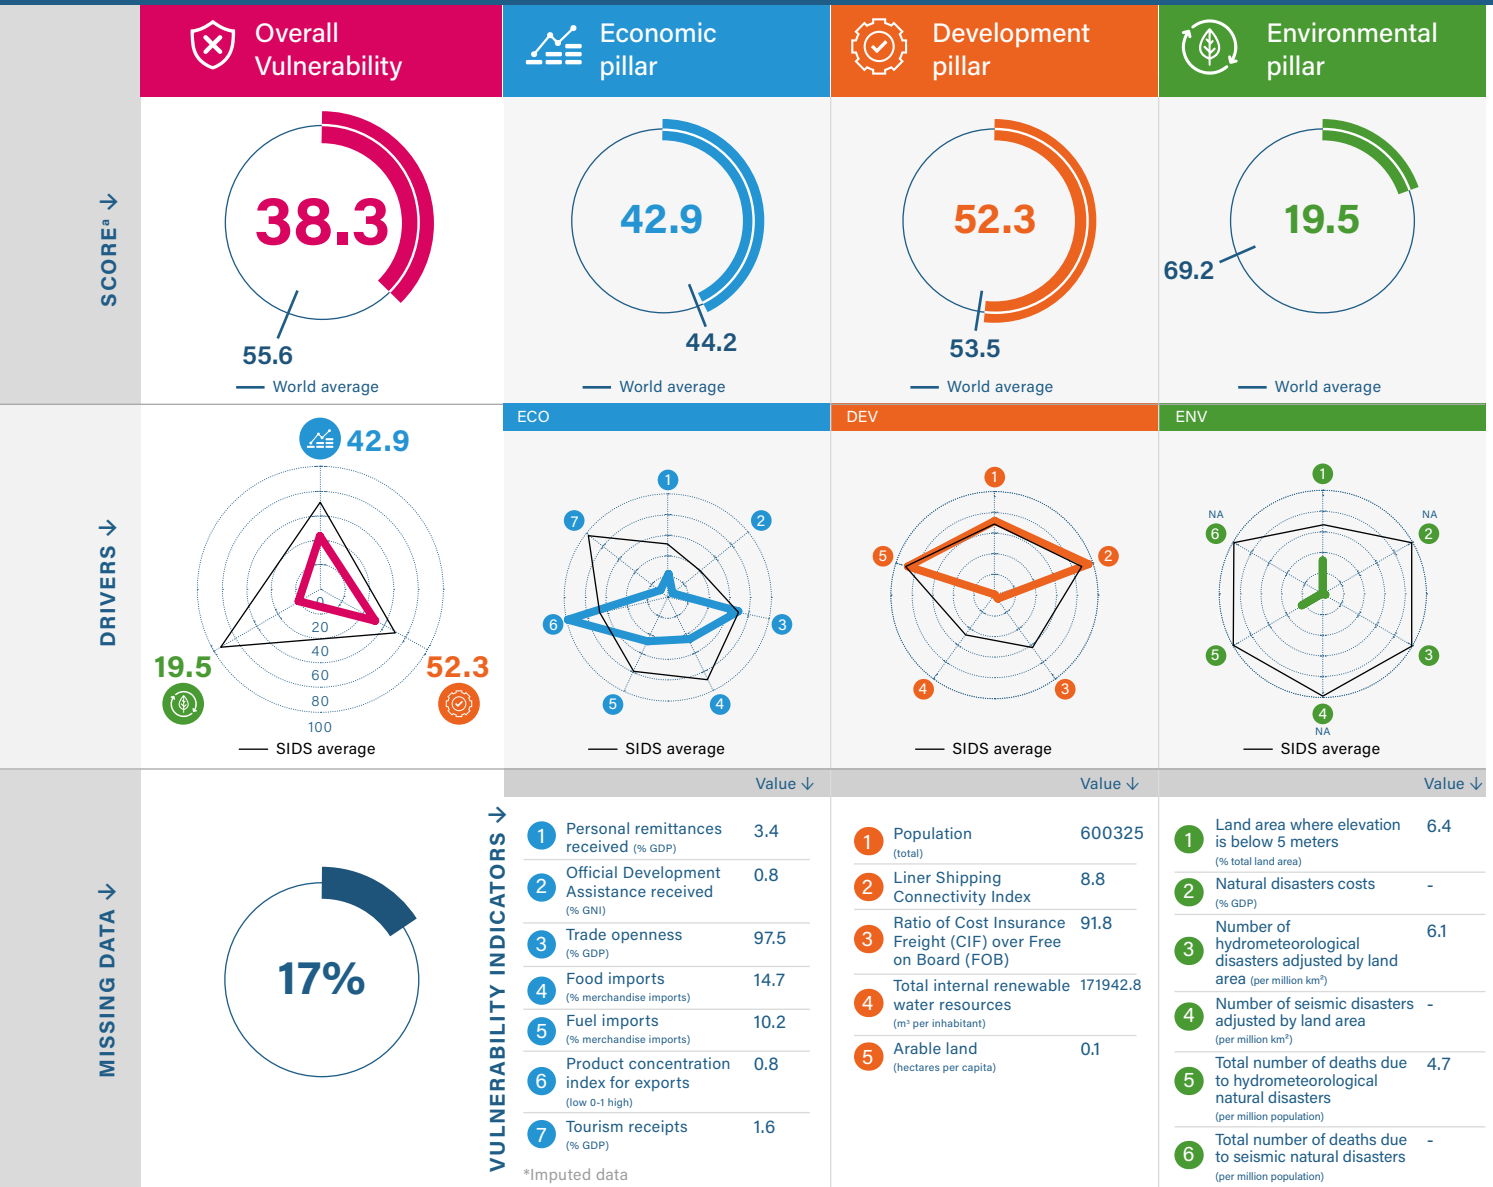 Overall
Vulnerability
Economic
pillar
Development
pillar
Environmental
pillar
SCOREᵃ →
38.3
55.6
World average
42.9
44.2
World average
52.3
53.5
World average
19.5
69.2
World average
DRIVERS →
42.9
0
20
40
60
80
100
19.5
52.3
SIDS average
ECO
1
2
3
4
5
6
7
SIDS average
DEV
1
2
3
4
5
SIDS average
ENV
1
NA
2
3
4
NA
5
NA
6
SIDS average
MISSING DATA →
17%
VULNERABILITY INDICATORS →
Value ↓
1 Personal remittances 3.4
received (% GDP)
2 Official Development 0.8
Assistance received
(% GNI)
3 Trade openness 97.5
(% GDP)
4 Food imports 14.7
(% merchandise imports)
5 Fuel imports 10.2
(% merchandise imports)
6 Product concentration 0.8
index for exports
(low 0-1 high)
7 Tourism receipts 1.6
(% GDP)
*Imputed data
Value ↓
1 Population 600325
(total)
2 Liner Shipping 8.8
Connectivity Index
3 Ratio of Cost Insurance 91.8
Freight (CIF) over Free
on Board (FOB)
4 Total internal renewable 171942.8
water resources
(m³ per inhabitant)
5 Arable land 0.1
(hectares per capita)
Value ↓
1 Land area where elevation 6.4
is below 5 meters
(% total land area)
2 Natural disasters costs -
(% GDP)
3 Number of 6.1
hydrometeorological
disasters adjusted by land
area (per million km²)
4 Number of seismic disasters -
adjusted by land area
(per million km²)
5 Total number of deaths due 4.7
to hydrometeorological
natural disasters
(per million population)
6 Total number of deaths due -
to seismic natural disasters
(per million population)